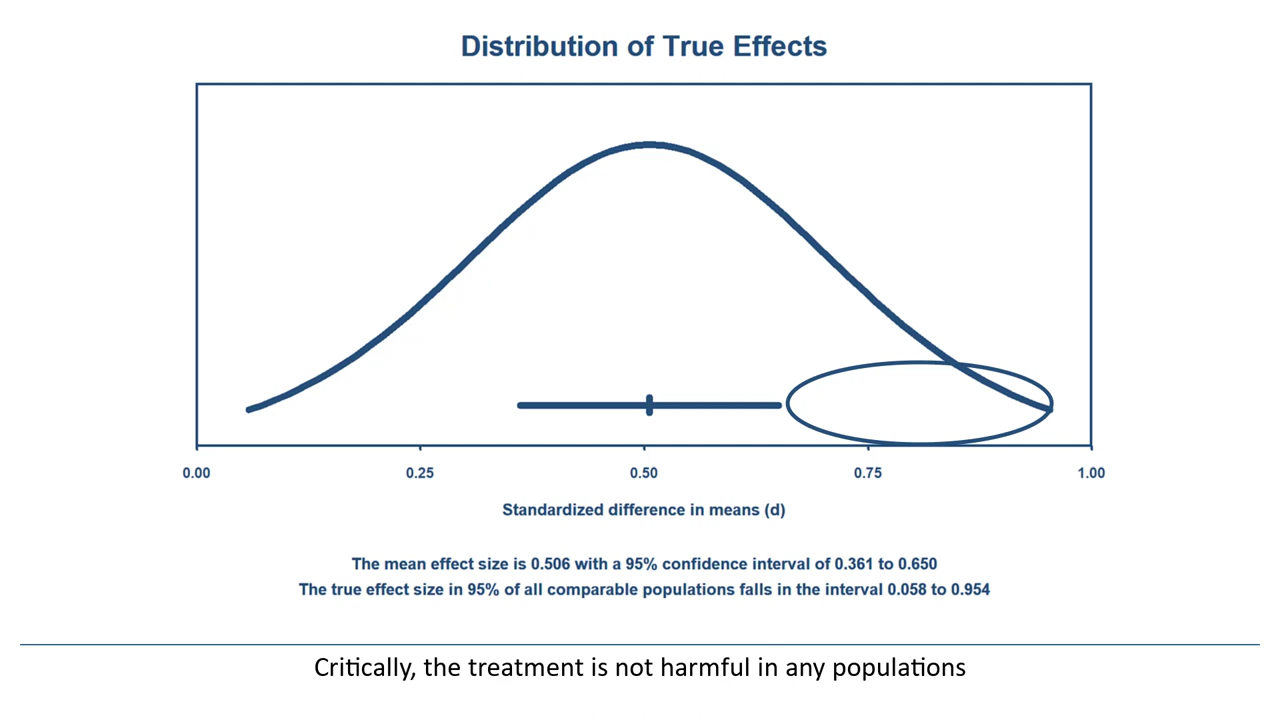 Distribution of True Effects
0.00 0.25 0.50 0.75 1.00
Standardized difference in means (d)
The mean effect size is 0.506 with a 95% confidence interval of 0.361 to 0.650
The true effect size in 95% of all comparable populations falls in the interval 0.058 to 0.954
Critically, the treatment is not harmful in any populations